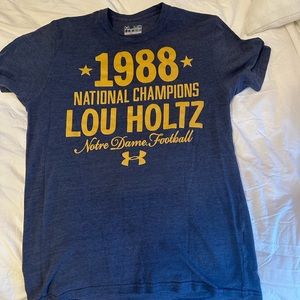 1988
NATIONAL CHAMPIONS
LOU HOLTZ
Notre Dame Football